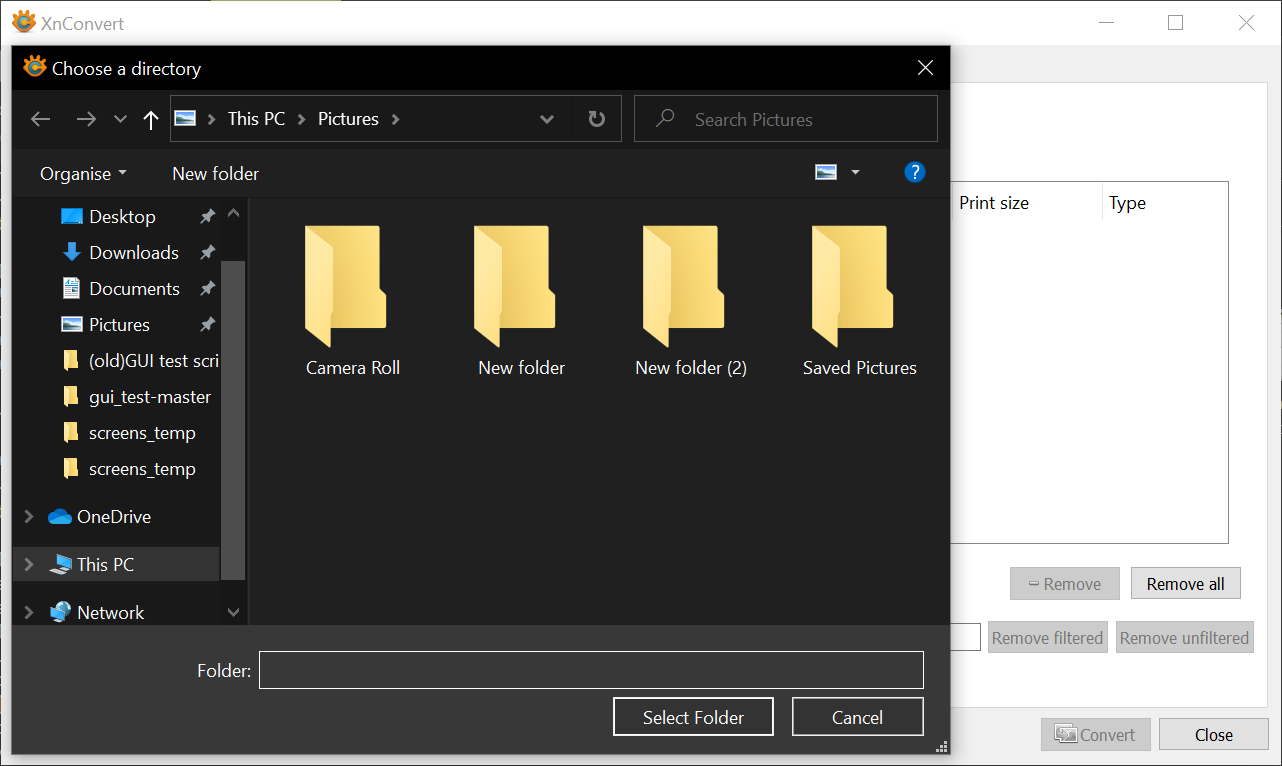 XnConvert
Choose a directory
This PC Pictures
Search Pictures
Organise New folder
?
Print size Type
Desktop
Downloads
Documents
Pictures
(old)GUI test scri
gui_test-master
screens_temp
screens_temp
OneDrive
This PC
Network
Camera Roll New folder New folder (2) Saved Pictures
Remove Remove all
Remove filtered Remove unfiltered
Folder:
Select Folder Cancel
Convert Close